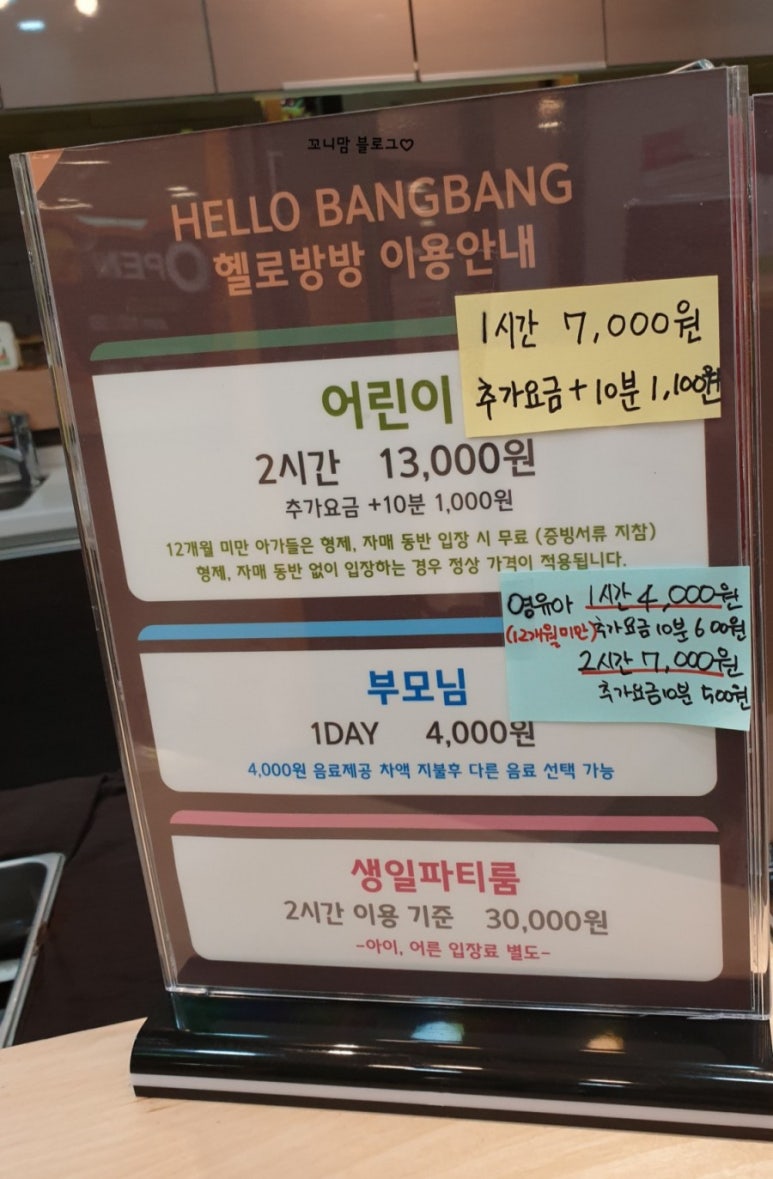 꼬니맘 블로그♡
HELLO BANGBANG
헬로방방 이용안내
1시간 7,000원
추가요금+10분 1,100원
어린이
2시간 13,000원
추가요금 +10분 1,000원
12개월 미만 아가들은 형제, 자매 동반 입장 시 무료 (증빙서류 지참)
형제, 자매 동반 없이 입장하는 경우 정상 가격이 적용됩니다.
영유아 1시간 4,000원
(12개월미만) 추가요금 10분 600원
2시간 7,000원
추가요금10분 500원
부모님
1DAY 4,000원
4,000원 음료제공 차액 지불후 다른 음료 선택 가능
생일파티룸
2시간 이용 기준 30,000원
-아이, 어른 입장료 별도-
OPEN